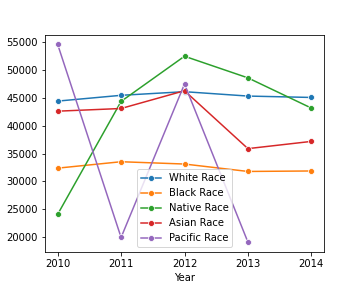 55000
50000
45000
40000
35000
30000
25000
20000
White Race
Black Race
Native Race
Asian Race
Pacific Race
2010 2011 2012 2013 2014
Year